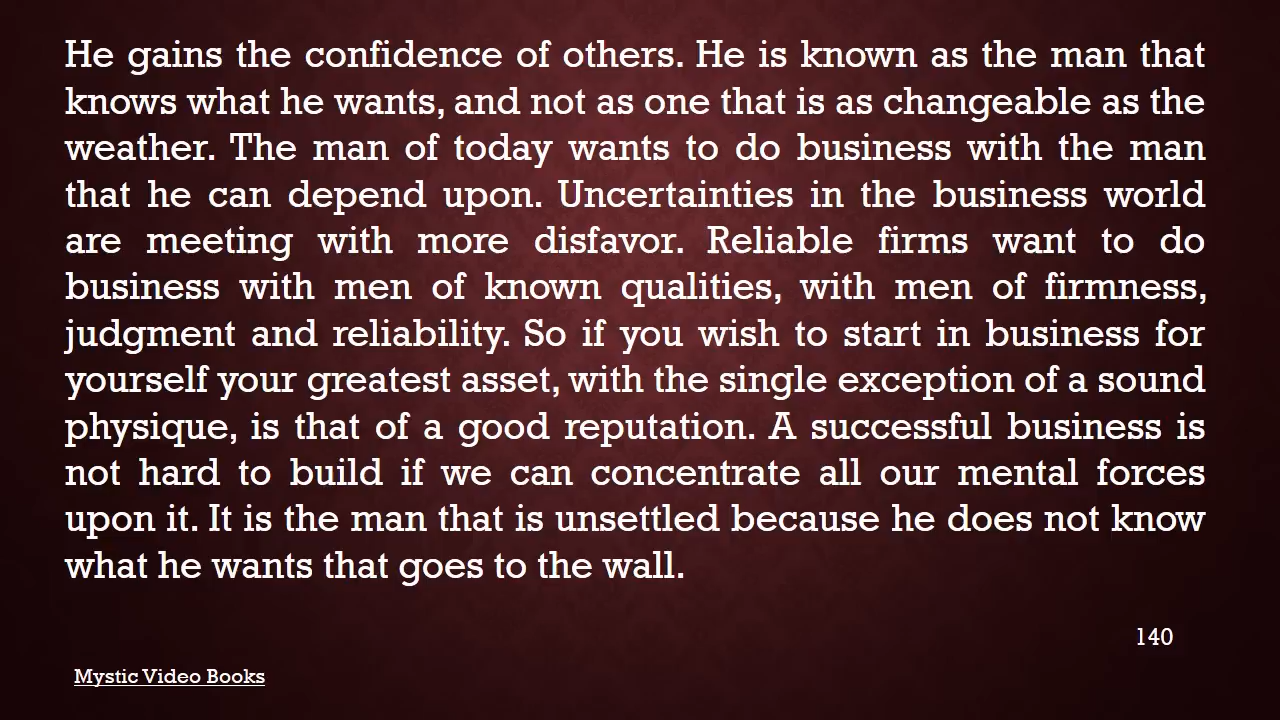 He gains the confidence of others. He is known as the man that
knows what he wants, and not as one that is as changeable as the
weather. The man of today wants to do business with the man
that he can depend upon. Uncertainties in the business world
are meeting with more disfavor. Reliable firms want to do
business with men of known qualities, with men of firmness,
judgment and reliability. So if you wish to start in business for
yourself your greatest asset, with the single exception of a sound
physique, is that of a good reputation. A successful business is
not hard to build if we can concentrate all our mental forces
upon it. It is the man that is unsettled because he does not know
what he wants that goes to the wall.
140
Mystic Video Books